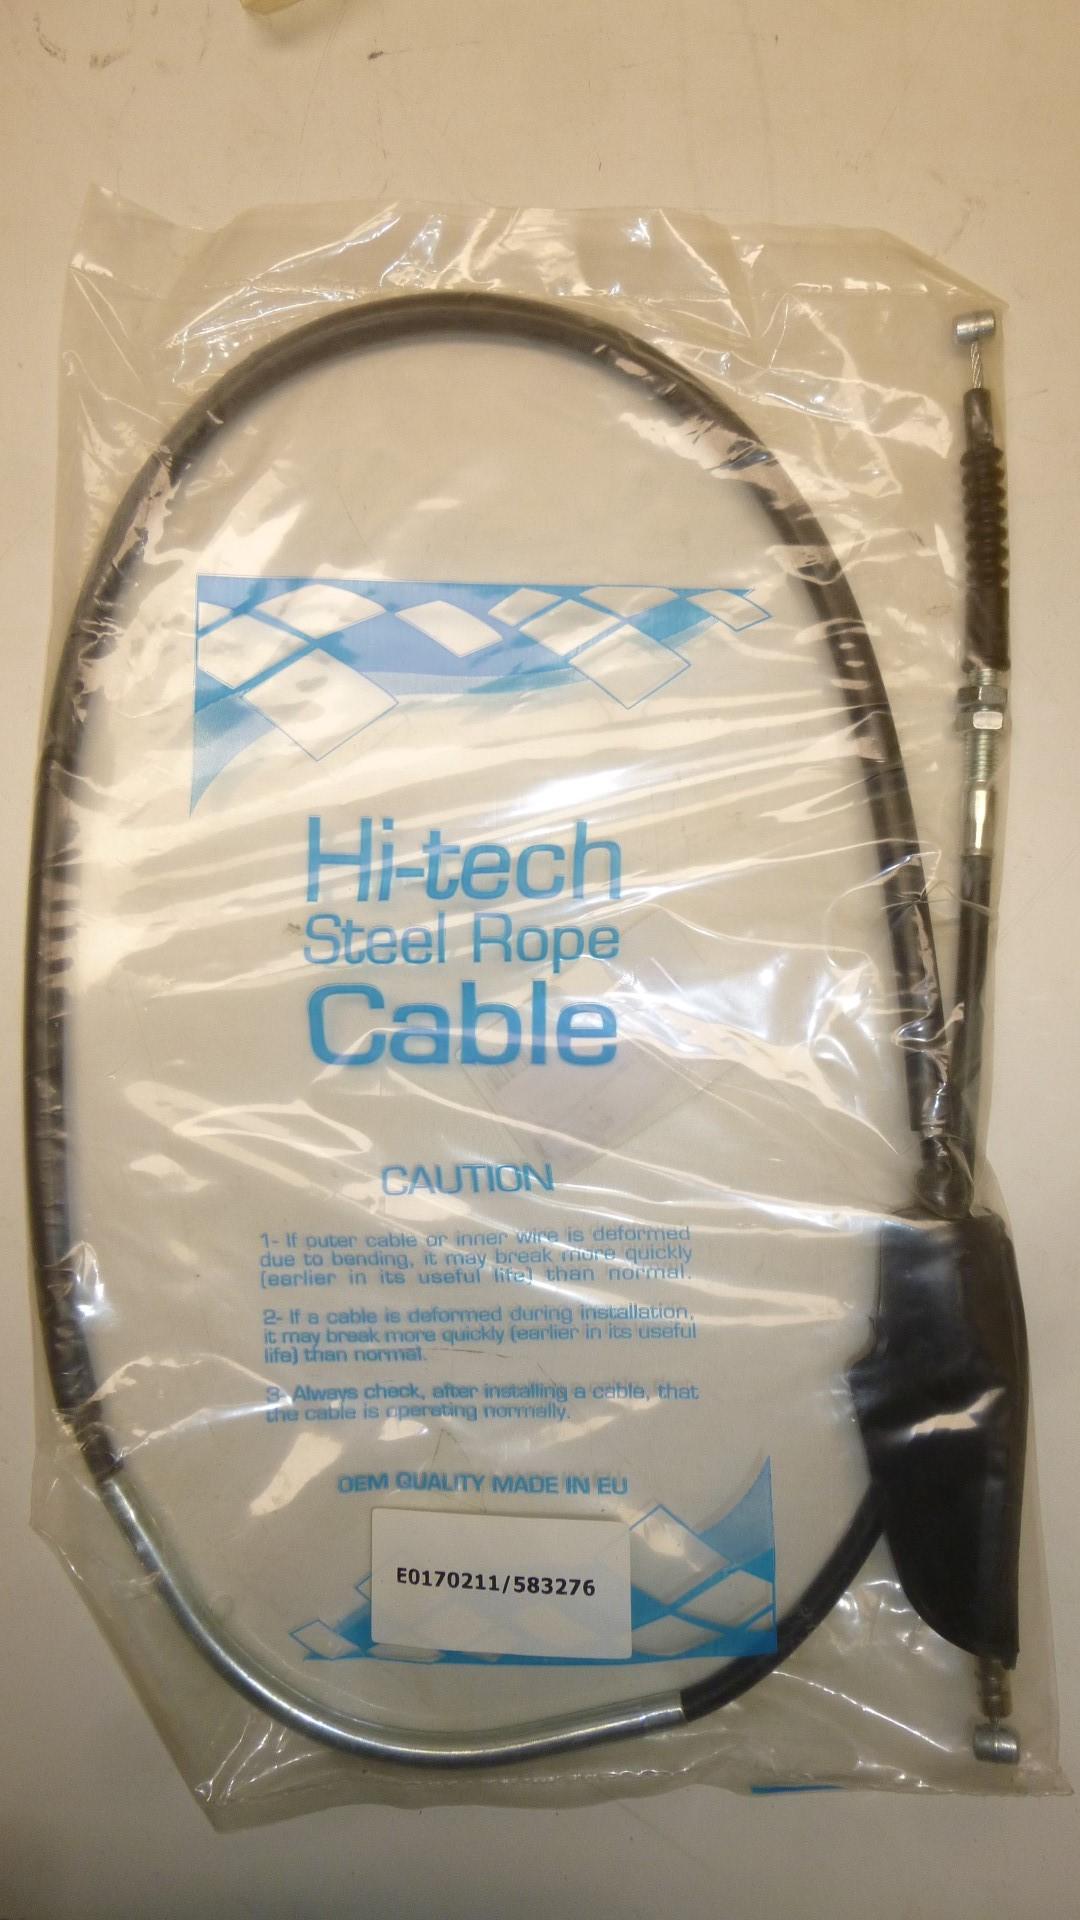 Hi-tech
Steel Rope
Cable
CAUTION
1- If outer cable or inner wire is deformed
due to bending, it may break more quickly
(earlier in its useful life) than normal.
2- If a cable is deformed during installation,
it may break more quickly (earlier in its useful
life) than normal.
3- Always check, after installing a cable, that
the cable is operating normally.
OEM QUALITY MADE IN EU
E0170211/583276